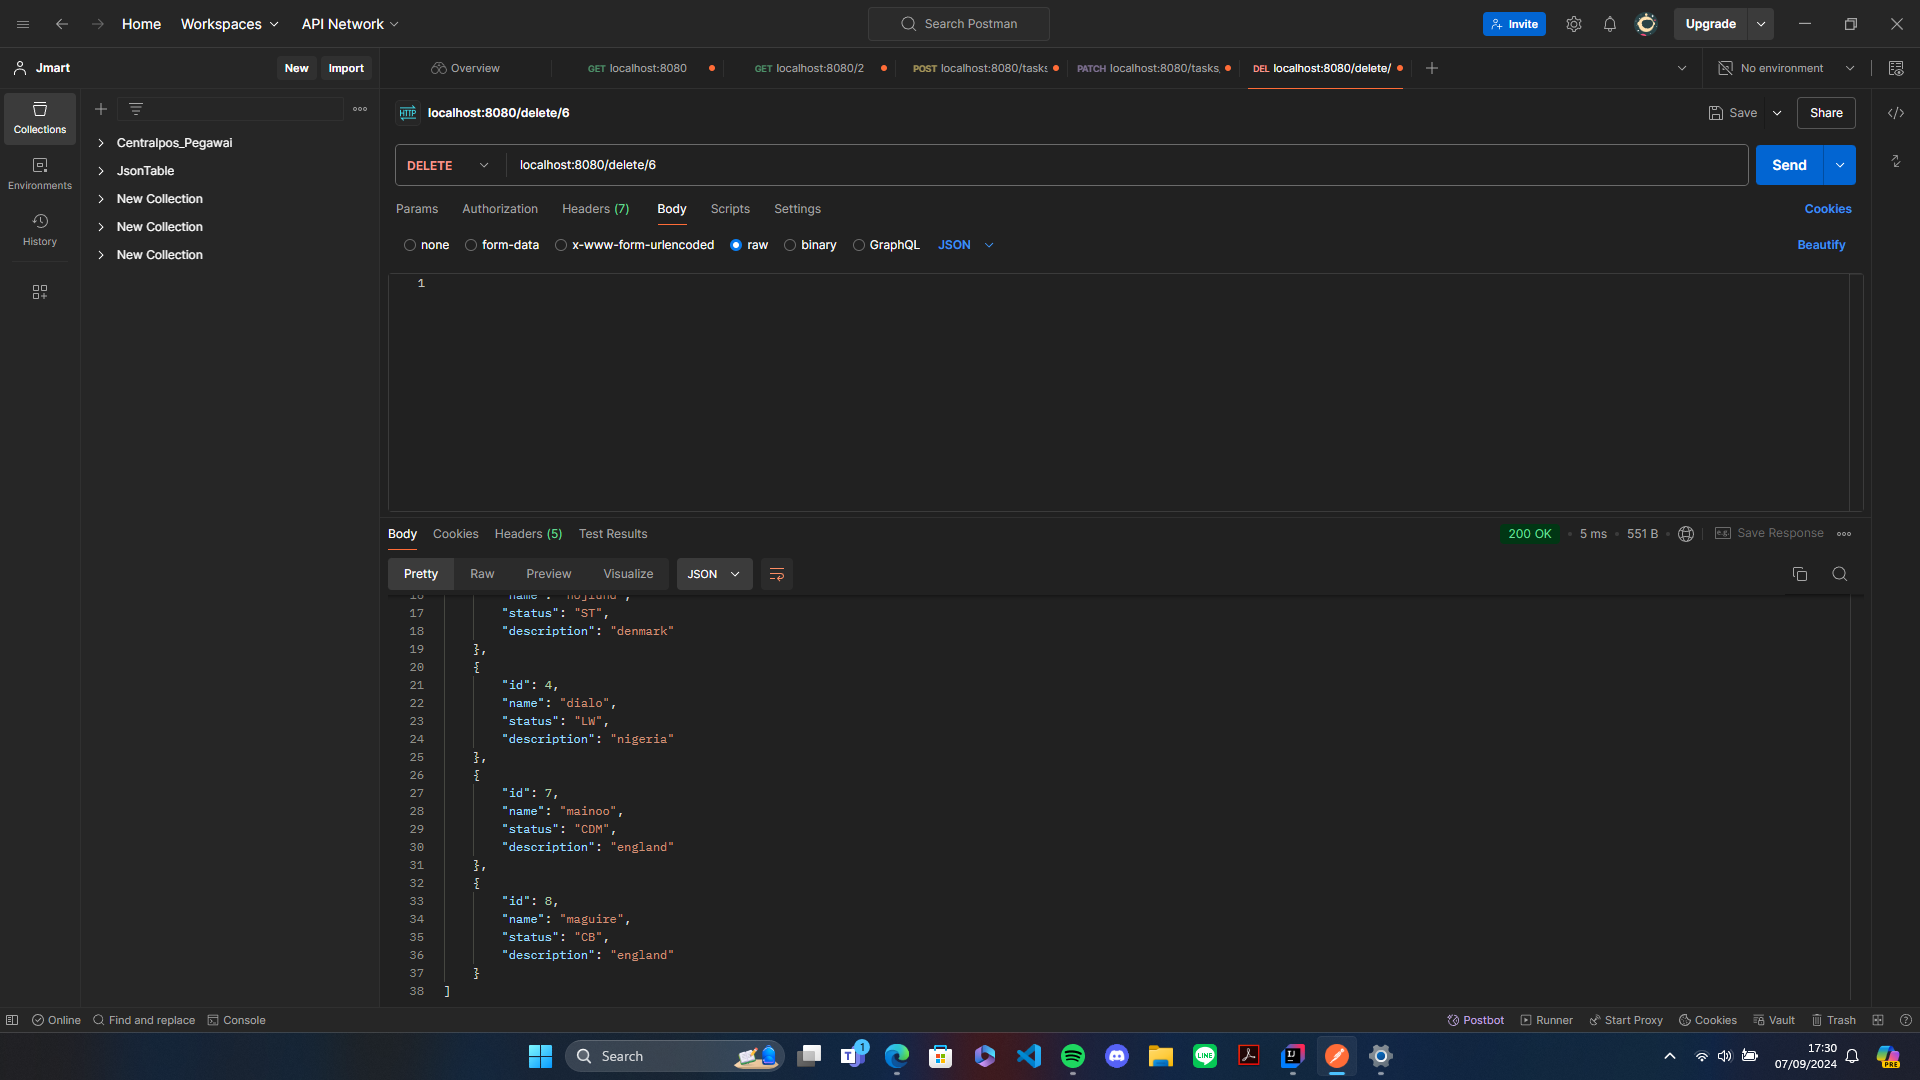 Home Workspaces API Network Search Postman Invite Upgrade
Jmart New Import Overview GET localhost:8080 GET localhost:8080/2 POST localhost:8080/tasks PATCH localhost:8080/tasks DEL localhost:8080/delete/ No environment
Collections
Environments
History
Centralpos_Pegawai
JsonTable
New Collection
New Collection
New Collection
HTTP localhost:8080/delete/6 Save Share
DELETE localhost:8080/delete/6 Send
Params Authorization Headers (7) Body Scripts Settings Cookies
none form-data x-www-form-urlencoded raw binary GraphQL JSON Beautify
1
Body Cookies Headers (5) Test Results 200 OK 5 ms 551 B e.g. Save Response
Pretty Raw Preview Visualize JSON
16 "name": "hojlund",
17 "status": "ST",
18 "description": "denmark"
19 },
20 {
21 "id": 4,
22 "name": "dialo",
23 "status": "LW",
24 "description": "nigeria"
25 },
26 {
27 "id": 7,
28 "name": "mainoo",
29 "status": "CDM",
30 "description": "england"
31 },
32 {
33 "id": 8,
34 "name": "maguire",
35 "status": "CB",
36 "description": "england"
37 }
38 ]
Online Find and replace Console Postbot Runner Start Proxy Cookies Vault Trash
Search 1 LINE 17:30
07/09/2024 PRE